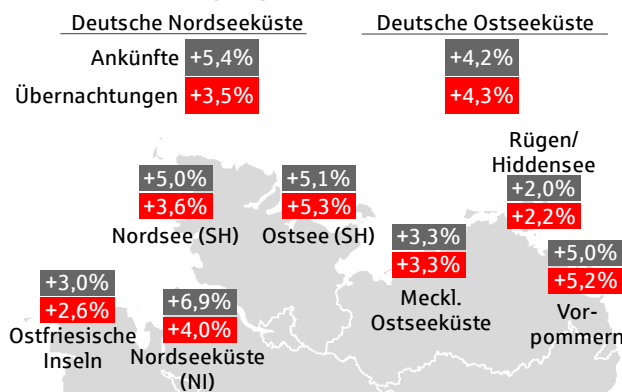 Deutsche Nordseeküste
Deutsche Ostseeküste
Ankünfte +5,4% +4,2%
Übernachtungen +3,5% +4,3%
Rügen/
Hiddensee
+2,0%
+2,2%
+5,0%
+3,6%
Nordsee (SH)
+5,1%
+5,3%
Ostsee (SH)
+3,3%
+3,3%
Meckl.
Ostseeküste
+5,0%
+5,2%
Vor-
pommern
+3,0%
+2,6%
Ostfriesische
Inseln
+6,9%
+4,0%
Nordseeküste
(NI)